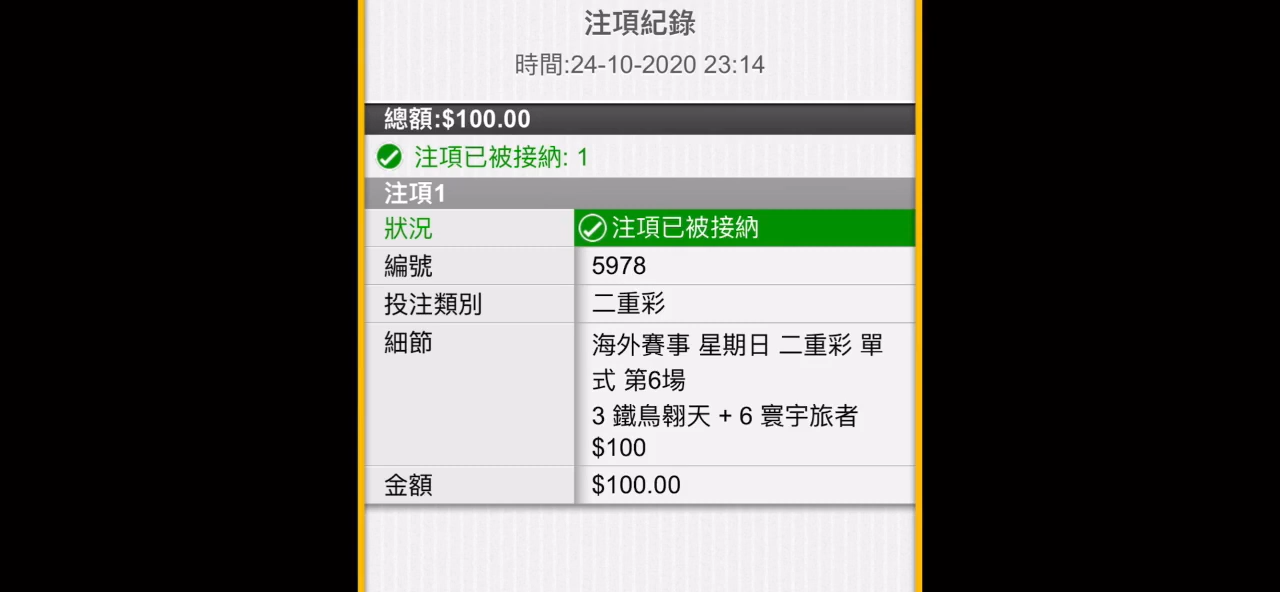 注項紀錄
時間:24-10-2020 23:14
總額:$100.00
注項已被接納: 1
注項1
狀況 注項已被接納
編號 5978
投注類別 二重彩
細節 海外賽事 星期日 二重彩 單
式 第6場
3 鐵鳥翱天 + 6 寰宇旅者
$100
金額 $100.00